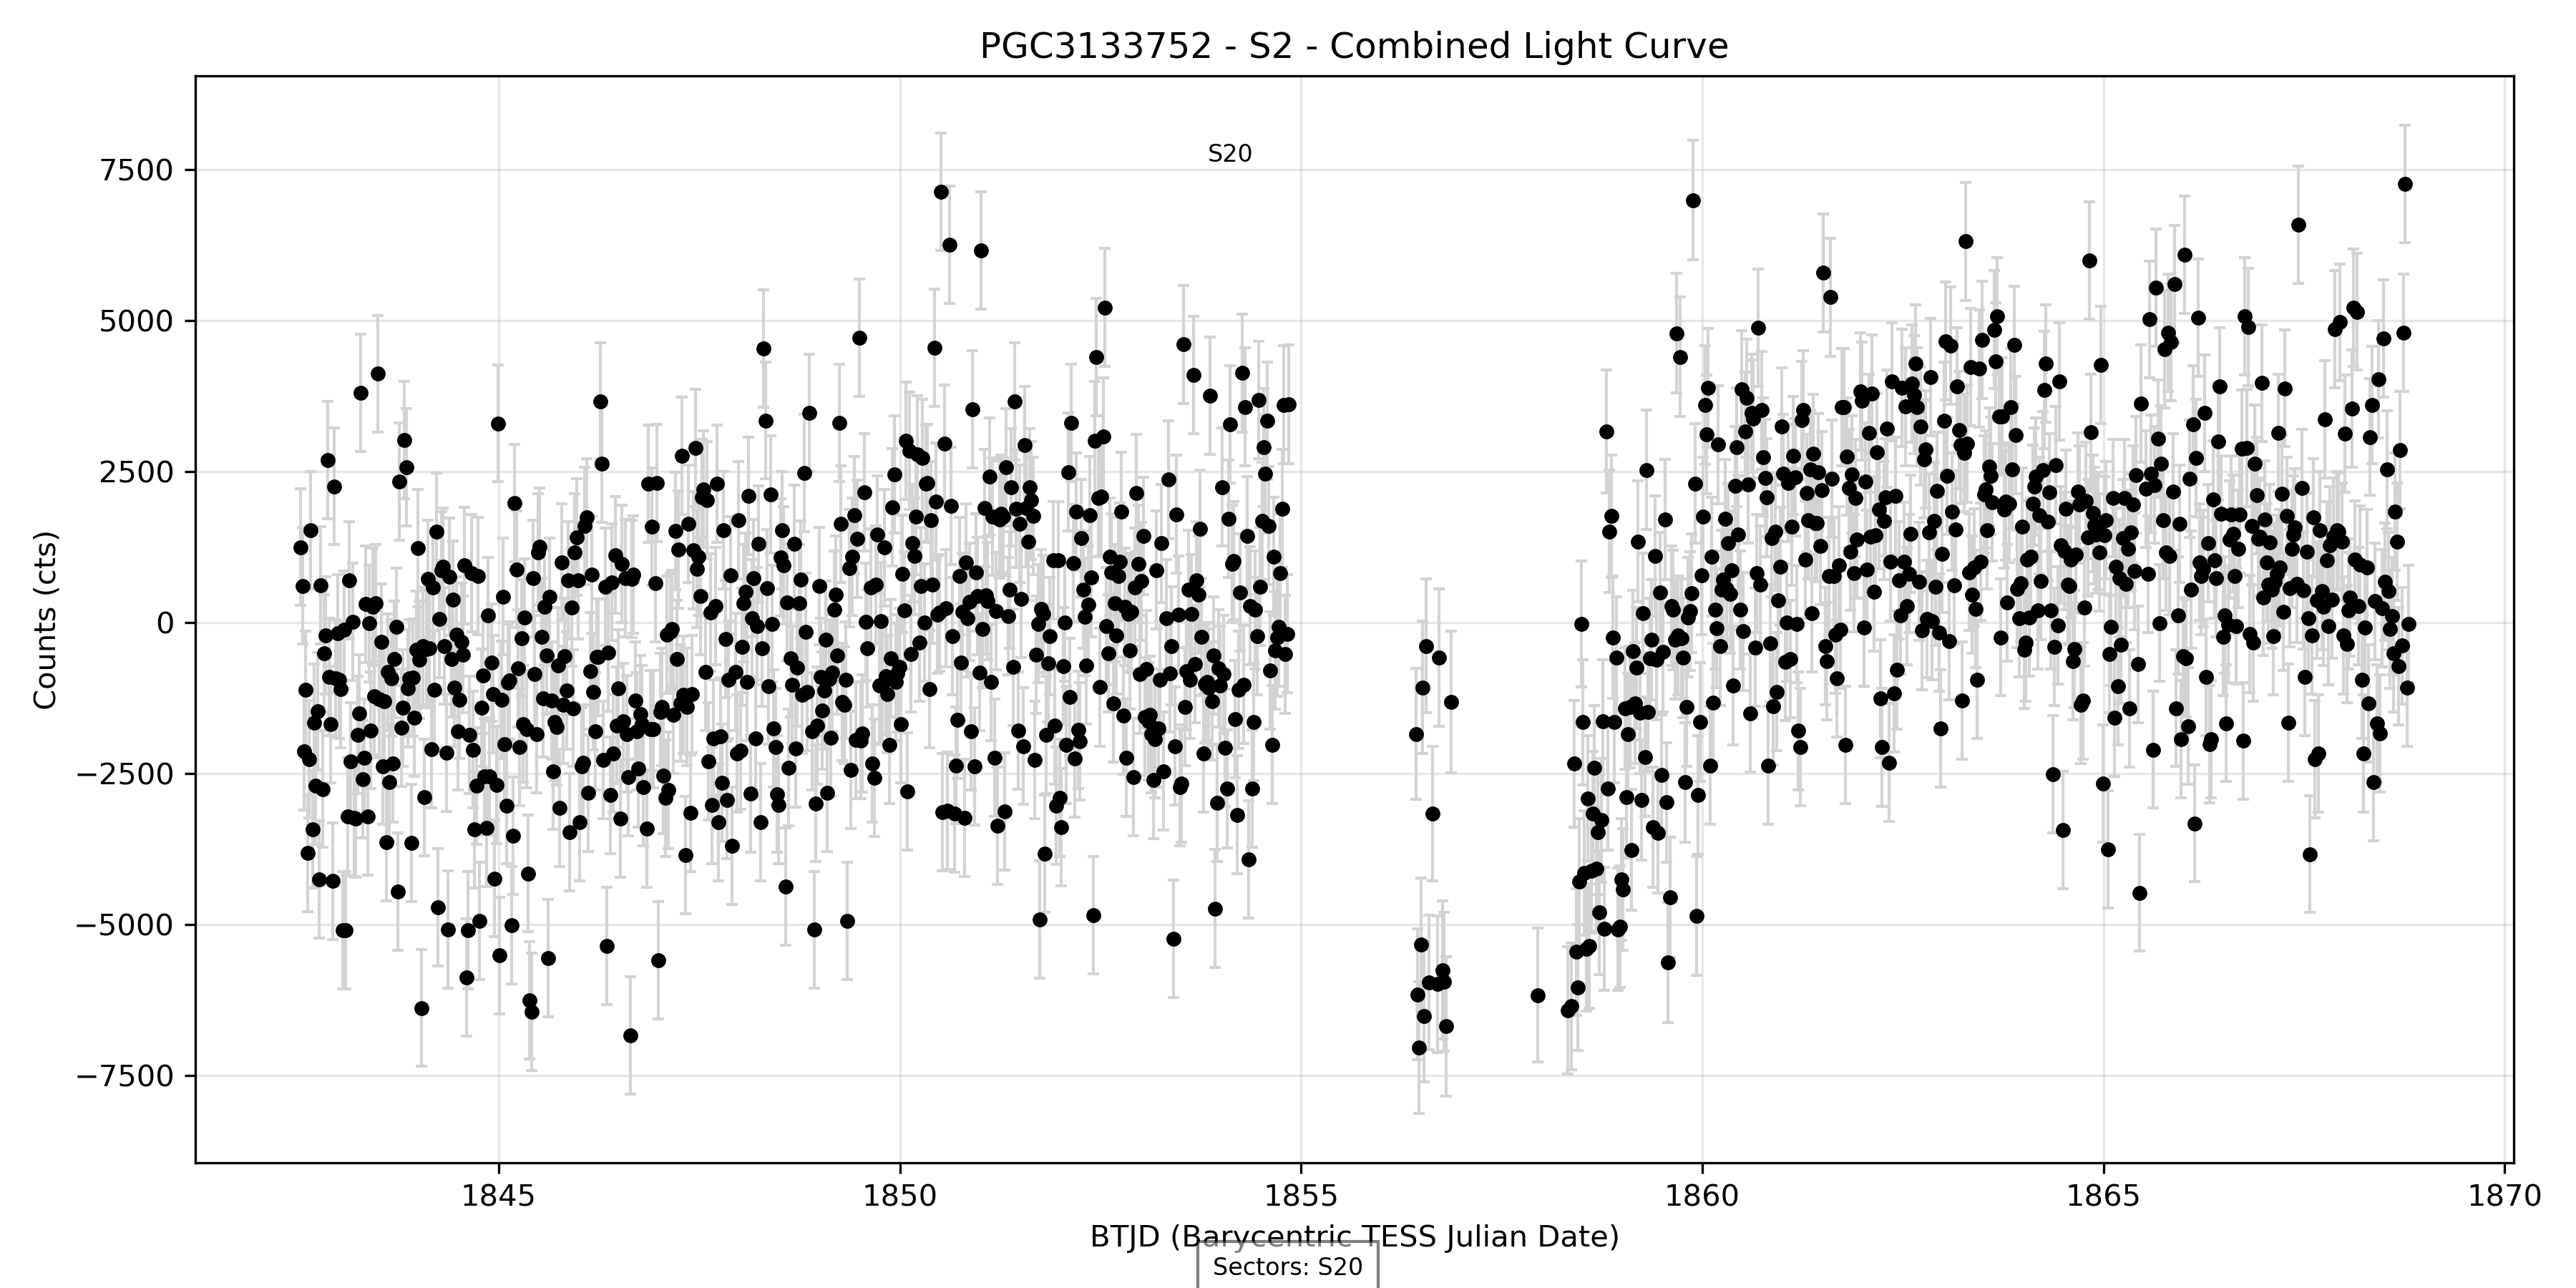 PGC3133752 - S2 - Combined Light Curve
S20
7500
5000
2500
0
−2500
−5000
−7500
Counts (cts)
1845
1850
1855
1860
1865
1870
BTJD (Barycentric TESS Julian Date)
Sectors: S20